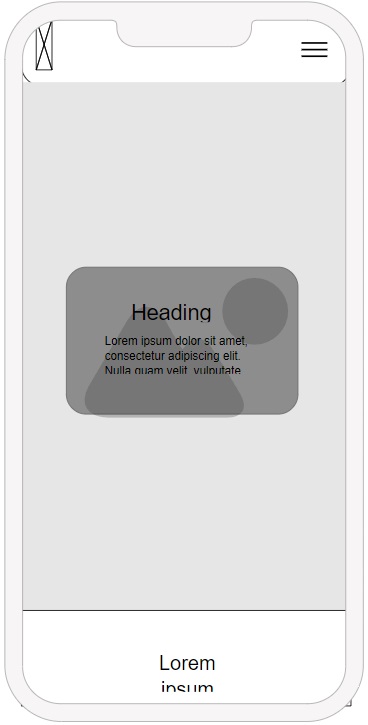 Heading
Lorem ipsum dolor sit amet,
consectetur adipiscing elit.
Nulla quam velit, vulputate
Lorem
ipsum